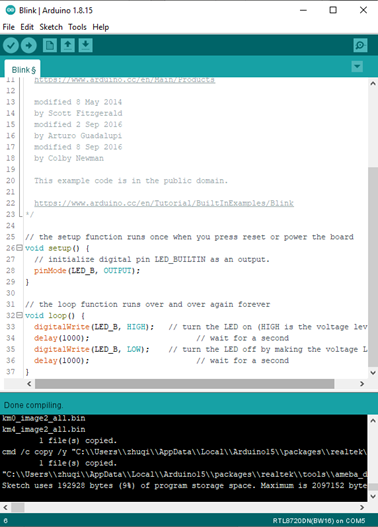 Blink | Arduino 1.8.15
File Edit Sketch Tools Help
Blink §
11 https://www.arduino.cc/en/Main/Products
12
13 modified 8 May 2014
14 by Scott Fitzgerald
15 modified 2 Sep 2016
16 by Arturo Guadalupi
17 modified 8 Sep 2016
18 by Colby Newman
19
20 This example code is in the public domain.
21
22 https://www.arduino.cc/en/Tutorial/BuiltInExamples/Blink
23 */
24
25 // the setup function runs once when you press reset or power the board
26 void setup() {
27 // initialize digital pin LED_BUILTIN as an output.
28 pinMode(LED_B, OUTPUT);
29 }
30
31 // the loop function runs over and over again forever
32 void loop() {
33 digitalWrite(LED_B, HIGH); // turn the LED on (HIGH is the voltage lev
34 delay(1000); // wait for a second
35 digitalWrite(LED_B, LOW); // turn the LED off by making the voltage L
36 delay(1000); // wait for a second
37 }
Done compiling.
km0_image2_all.bin
km4_image2_all.bin
1 file(s) copied.
cmd /c copy /y "C:\\Users\\zhuqi\\AppData\\Local\\Arduino15\\packages\\realtek\\
1 file(s) copied.
"C:\\Users\\zhuqi\\AppData\\Local\\Arduino15\\packages\\realtek\\tools\\ameba_d
Sketch uses 192928 bytes (9%) of program storage space. Maximum is 2097152 byte
6 RTL8720DN(BW16) on COM5